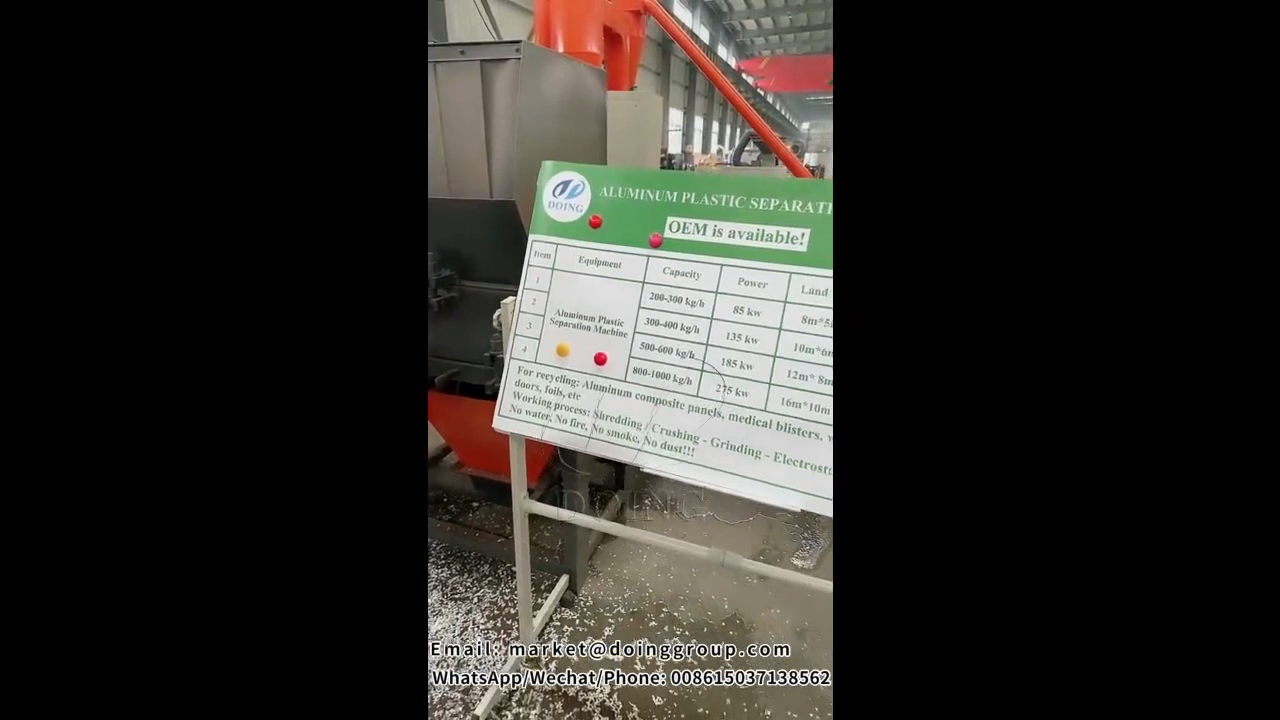 DOING
ALUMINUM PLASTIC SEPARATI
OEM is available!
Item Equipment Capacity Power Land
1 200-300 kg/h 85 kw 8m*5
2 300-400 kg/h 135 kw 10m*6m
3 500-600 kg/h 185 kw 12m* 8m
4 800-1000 kg/h 275 kw 16m*10m
Aluminum Plastic
Separation Machine
For recycling: Aluminum composite panels, medical blisters,
doors, foils, etc
Working process: Shredding / Crushing - Grinding - Electrost
No water, No fire, No smoke, No dust!!!
DOING
Email: market@doinggroup.com
WhatsApp/Wechat/Phone: 008615037138562